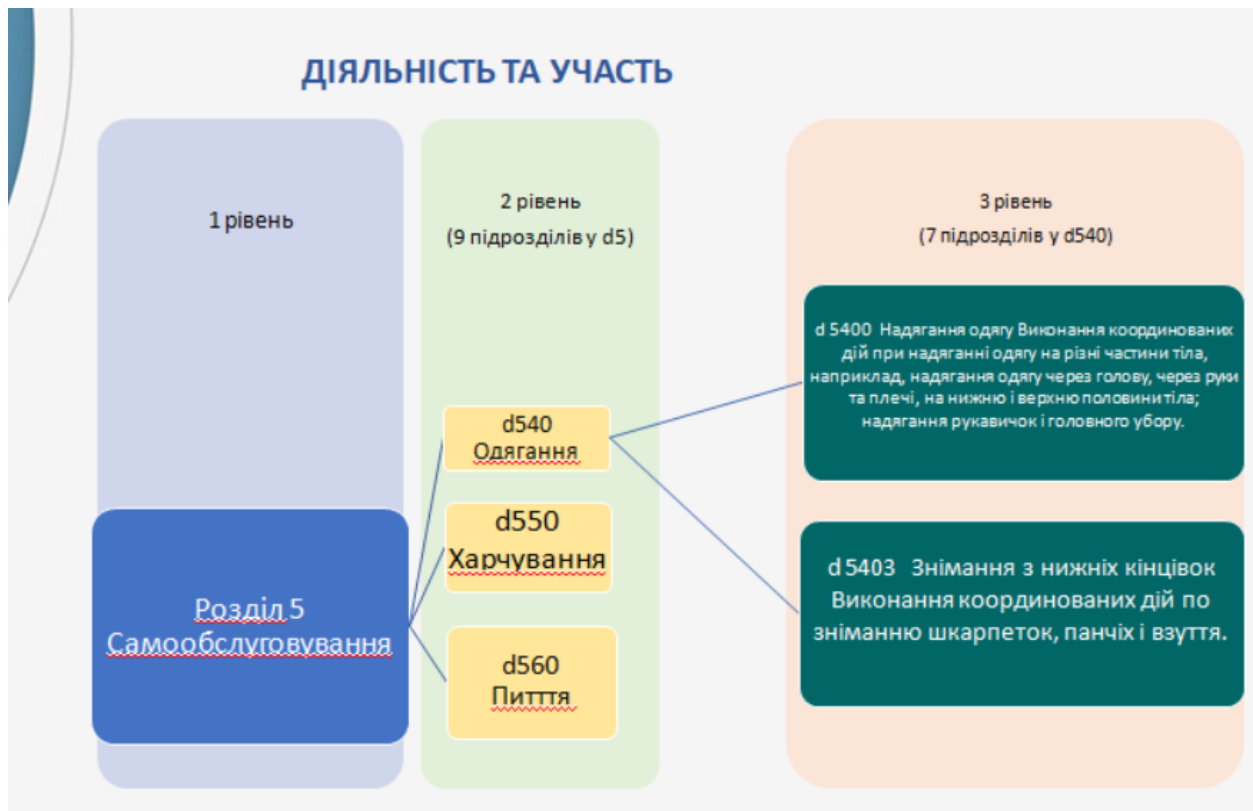 ДІЯЛЬНІСТЬ ТА УЧАСТЬ
1 рівень
2 рівень
(9 підрозділів у d5)
3 рівень
(7 підрозділів у d540)
Розділ 5
Самообслуговування
d540
Одягання
d550
Харчування
d560
Питття
d 5400 Надягання одягу Виконання координованих
дій при надяганні одягу на різні частини тіла,
наприклад, надягання одягу через голову, через руки
та плечі, на нижню і верхню половини тіла;
надягання рукавичок і головного убору.
d 5403 Знімання з нижніх кінцівок
Виконання координованих дій по
зніманню шкарпеток, панчіх і взуття.